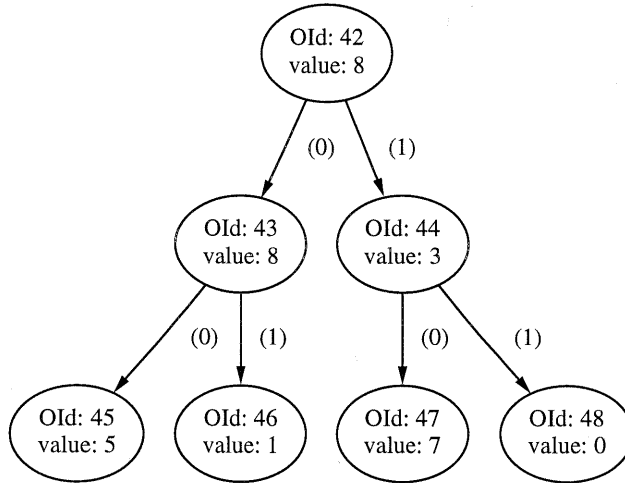 OId: 42
value: 8
(0)
(1)
OId: 43
value: 8
OId: 44
value: 3
(0)
(1)
(0)
(1)
OId: 45
value: 5
OId: 46
value: 1
OId: 47
value: 7
OId: 48
value: 0